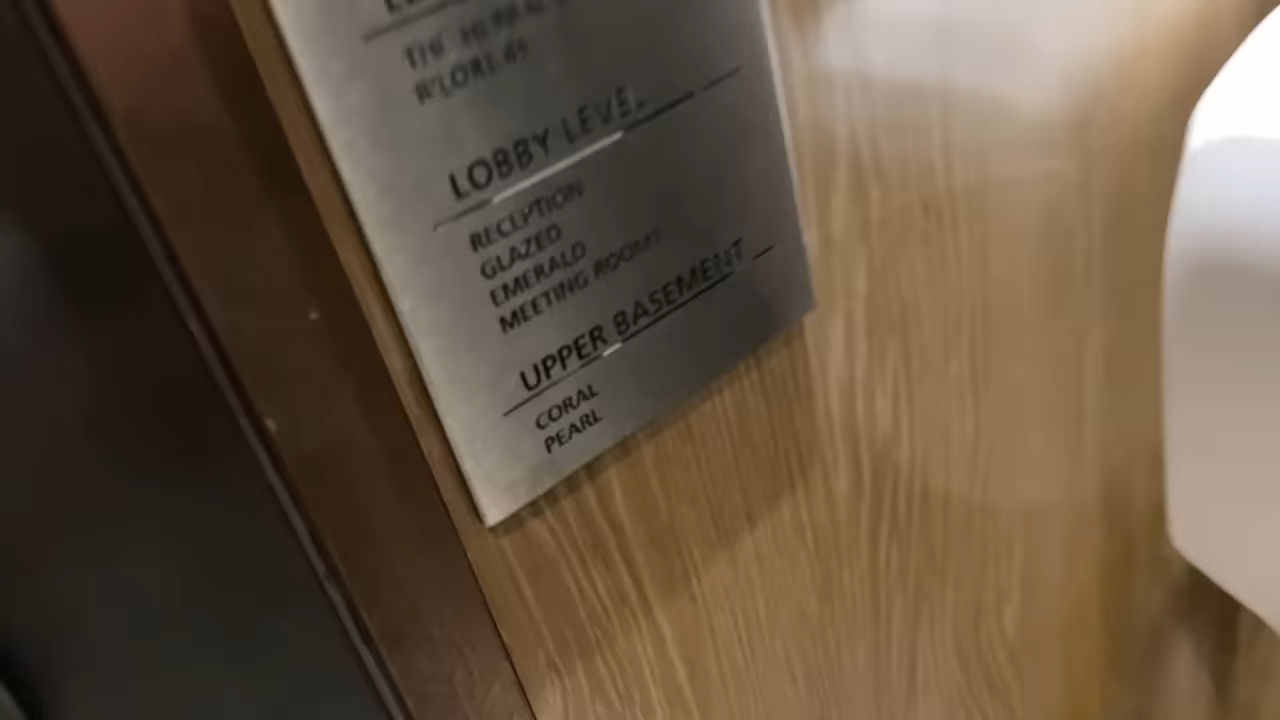 LOBBY LEVEL
RECEPTION
GLAZED
EMERALD
MEETING ROOMS
UPPER BASEMENT
CORAL
PEARL